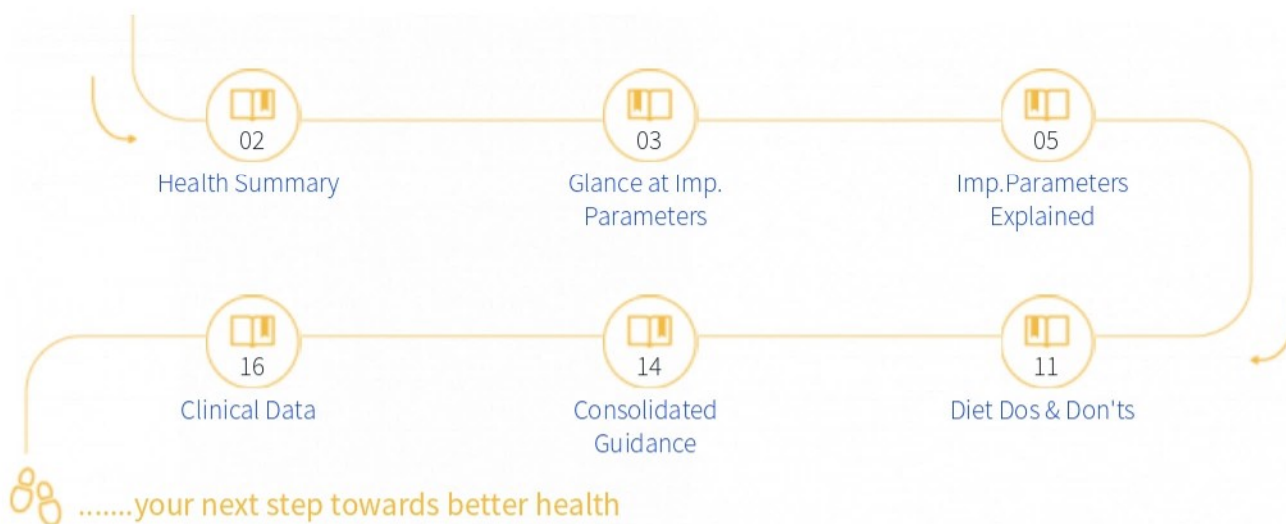 02
Health Summary
03
Glance at Imp.
Parameters
05
Imp.Parameters
Explained
16
Clinical Data
14
Consolidated
Guidance
11
Diet Dos & Don'ts
.......your next step towards better health